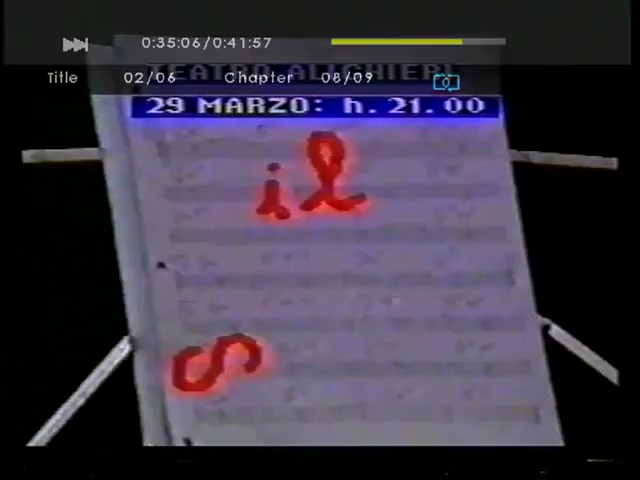 0:35:06/0:41:57
Title 02/06 Chapter 08/09
TEATRO ALIGHIERI
29 MARZO: h. 21.00
il
S